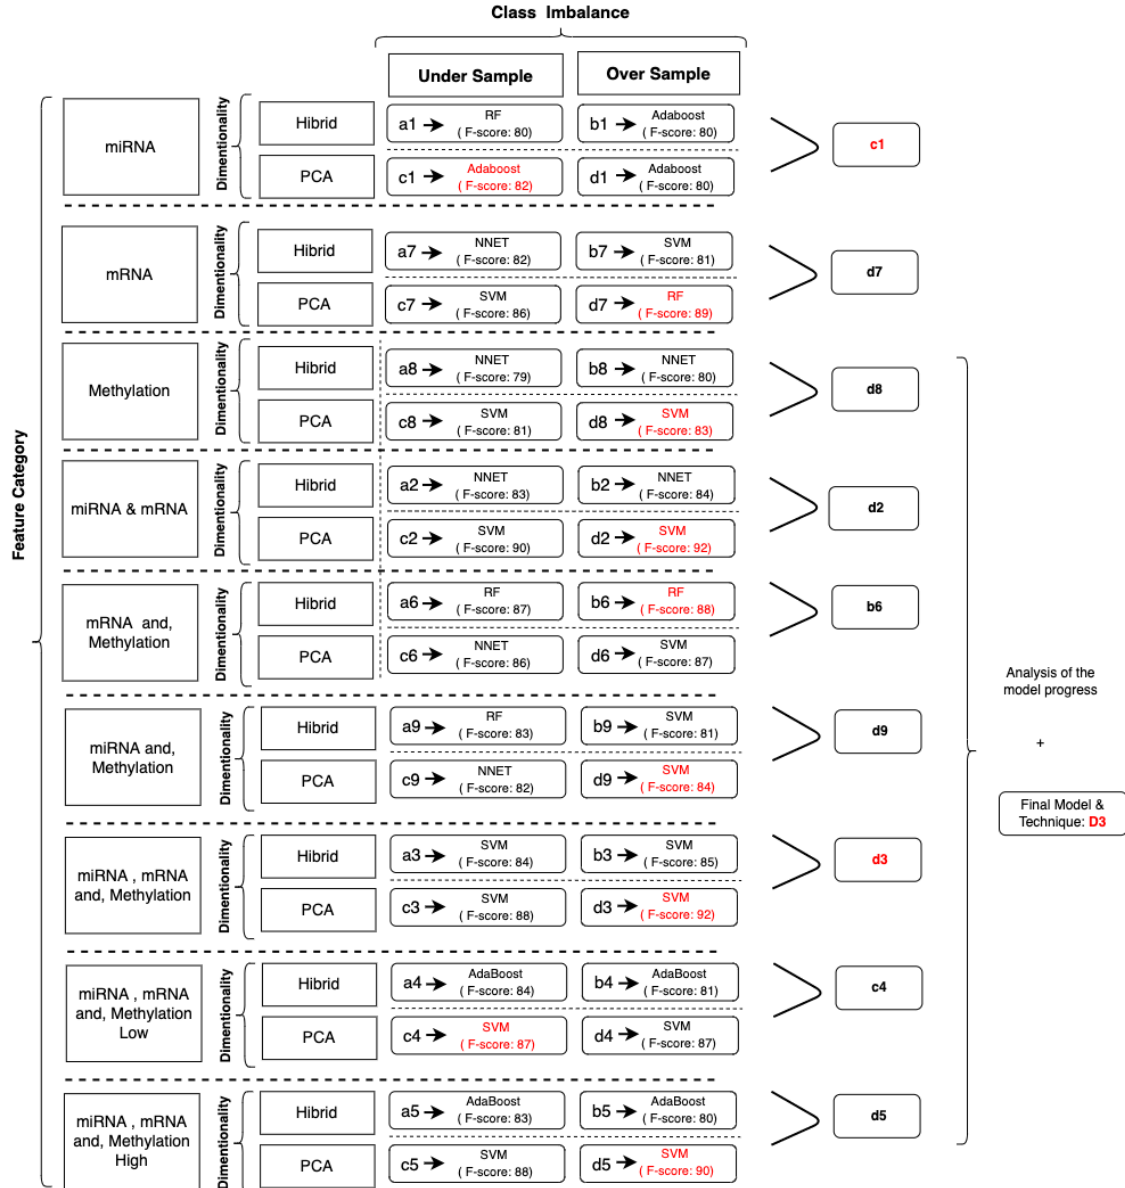 Class Imbalance
Under Sample
Over Sample
Feature Category
miRNA
Dimentionality
Hibrid
a1
RF
( F-score: 80)
b1
Adaboost
( F-score: 80)
PCA
c1
Adaboost
( F-score: 82)
d1
Adaboost
( F-score: 80)
c1
mRNA
Dimentionality
Hibrid
a7
NNET
( F-score: 82)
b7
SVM
( F-score: 81)
PCA
c7
SVM
( F-score: 86)
d7
RF
( F-score: 89)
d7
Methylation
Dimentionality
Hibrid
a8
NNET
( F-score: 79)
b8
NNET
( F-score: 80)
PCA
c8
SVM
( F-score: 81)
d8
SVM
( F-score: 83)
d8
miRNA & mRNA
Dimentionality
Hibrid
a2
NNET
( F-score: 83)
b2
NNET
( F-score: 84)
PCA
c2
SVM
( F-score: 90)
d2
SVM
( F-score: 92)
d2
mRNA and,
Methylation
Dimentionality
Hibrid
a6
RF
( F-score: 87)
b6
RF
( F-score: 88)
PCA
c6
NNET
( F-score: 86)
d6
SVM
( F-score: 87)
b6
miRNA and,
Methylation
Dimentionality
Hibrid
a9
RF
( F-score: 83)
b9
SVM
( F-score: 81)
PCA
c9
NNET
( F-score: 82)
d9
SVM
( F-score: 84)
d9
miRNA , mRNA
and, Methylation
Dimentionality
Hibrid
a3
SVM
( F-score: 84)
b3
SVM
( F-score: 85)
PCA
c3
SVM
( F-score: 88)
d3
SVM
( F-score: 92)
d3
miRNA , mRNA
and, Methylation
Low
Dimentionality
Hibrid
a4
AdaBoost
( F-score: 84)
b4
AdaBoost
( F-score: 81)
PCA
c4
SVM
( F-score: 87)
d4
SVM
( F-score: 87)
c4
miRNA , mRNA
and, Methylation
High
Dimentionality
Hibrid
a5
AdaBoost
( F-score: 83)
b5
AdaBoost
( F-score: 80)
PCA
c5
SVM
( F-score: 88)
d5
SVM
( F-score: 90)
d5
Analysis of the
model progress
+
Final Model &
Technique: D3